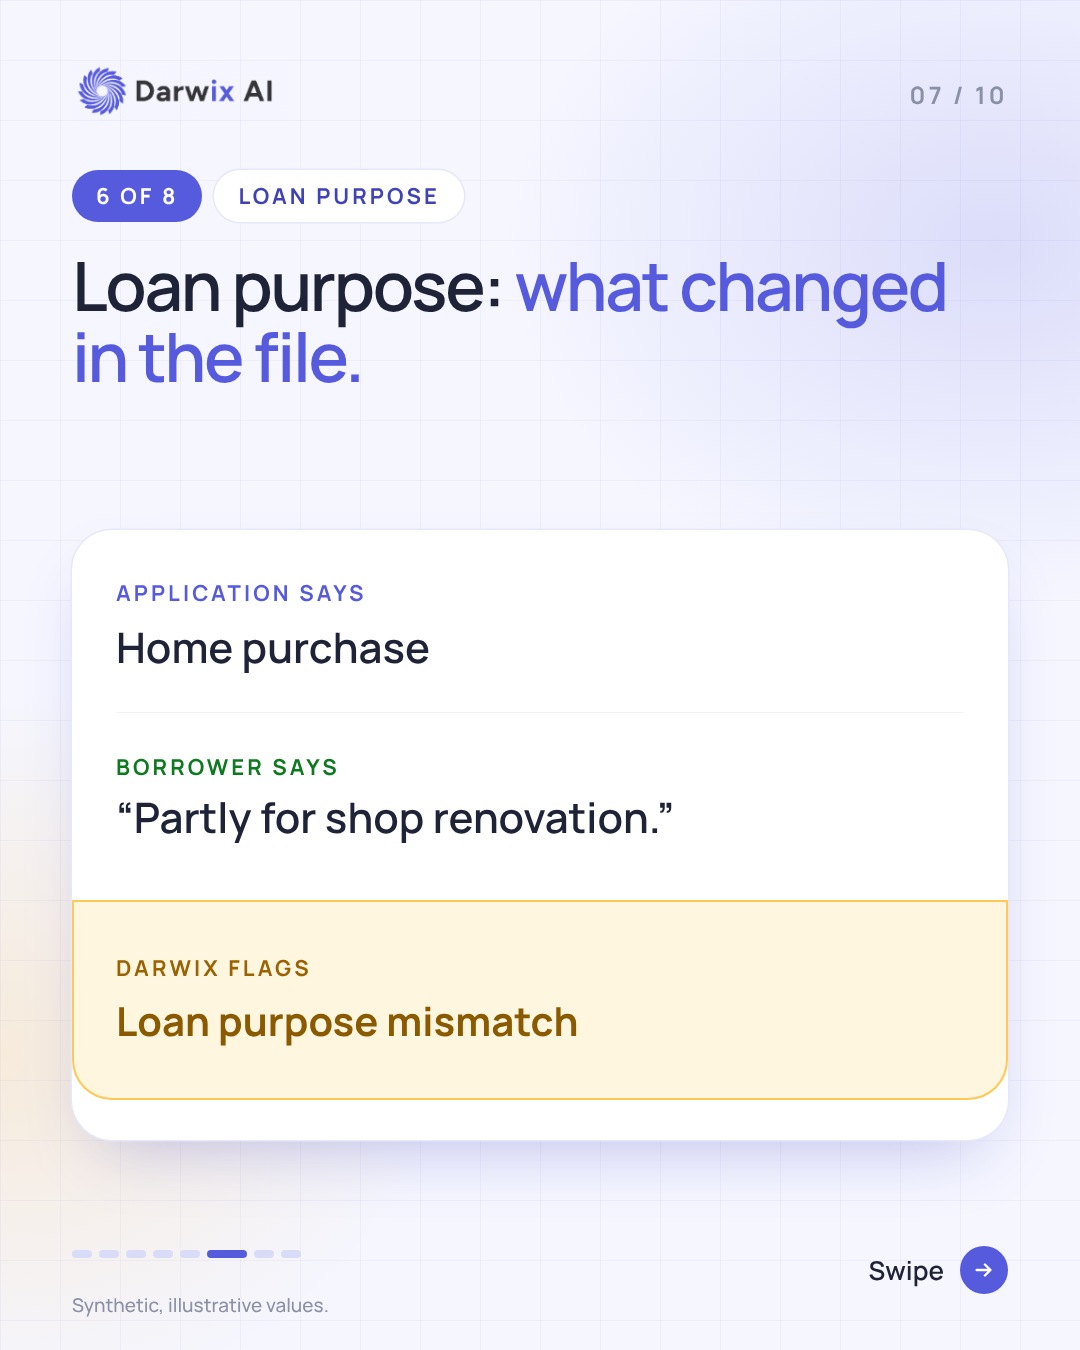 Darwix AI
07 / 10
6 OF 8
LOAN PURPOSE
Loan purpose: what changed
in the file.
APPLICATION SAYS
Home purchase
BORROWER SAYS
“Partly for shop renovation.”
DARWIX FLAGS
Loan purpose mismatch
Swipe
Synthetic, illustrative values.